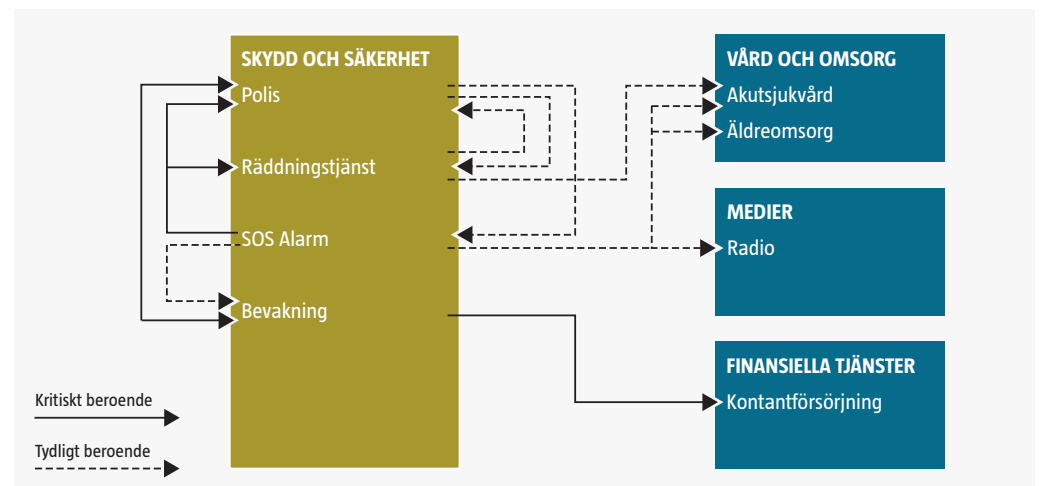 SKYDD OCH SÄKERHET
Polis
Räddningstjänst
SOS Alarm
Bevakning
VÅRD OCH OMSORG
Akutsjukvård
Äldreomsorg
MEDIER
Radio
FINANSIELLA TJÄNSTER
Kontantförsörjning
Kritiskt beroende
Tydligt beroende